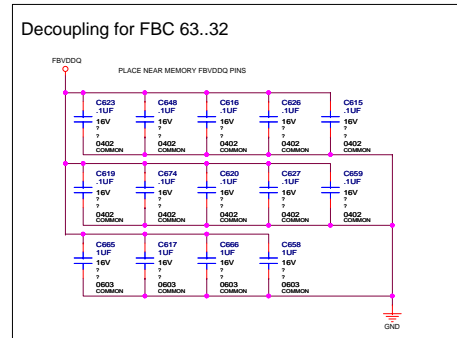 Decoupling for FBC 63..32
FBVDDQ
PLACE NEAR MEMORY FBVDDQ PINS
C623 C648 C616 C626 C615
.1UF .1UF .1UF .1UF .1UF
16V 16V 16V 16V 16V
? ? ? ? ?
? ? ? ? ?
0402 0402 0402 0402 0402
COMMON COMMON COMMON COMMON COMMON
C619 C674 C620 C627 C659
.1UF .1UF .1UF .1UF .1UF
16V 16V 16V 16V 16V
? ? ? ? ?
? ? ? ? ?
0402 0402 0402 0402 0402
COMMON COMMON COMMON COMMON COMMON
C665 C617 C666 C658
1UF 1UF 1UF 1UF
16V 16V 16V 16V
? ? ? ?
? ? ? ?
0603 0603 0603 0603
COMMON COMMON COMMON COMMON
GND